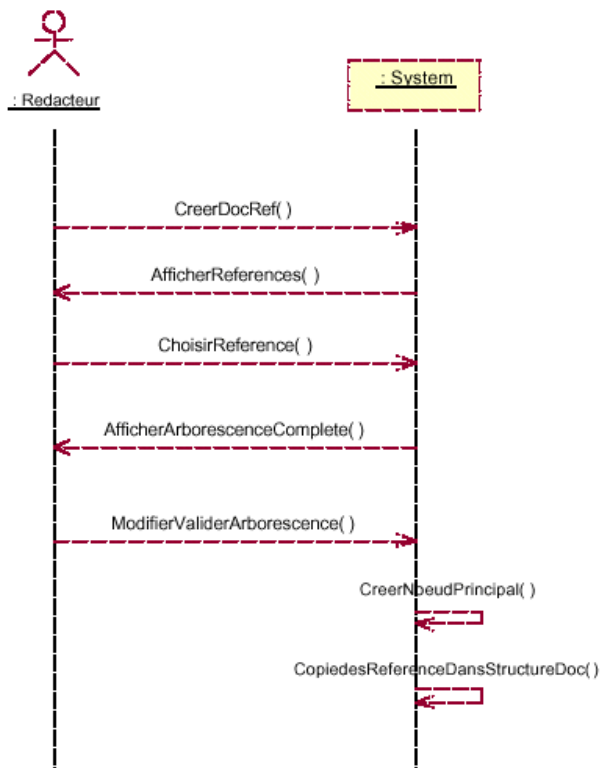 : Redacteur
: System
CreerDocRef( )
AfficherReferences( )
ChoisirReference( )
AfficherArborescenceComplete( )
ModifierValiderArborescence( )
CreerNoeudPrincipal( )
CopiedesReferenceDansStructureDoc( )